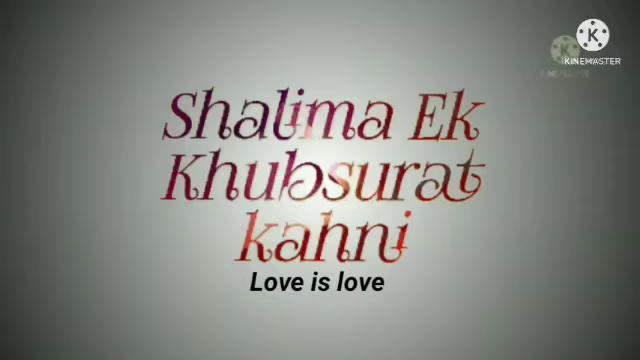 KINEMASTER
Shalima Ek
Khubsurat
kahni
Love is love